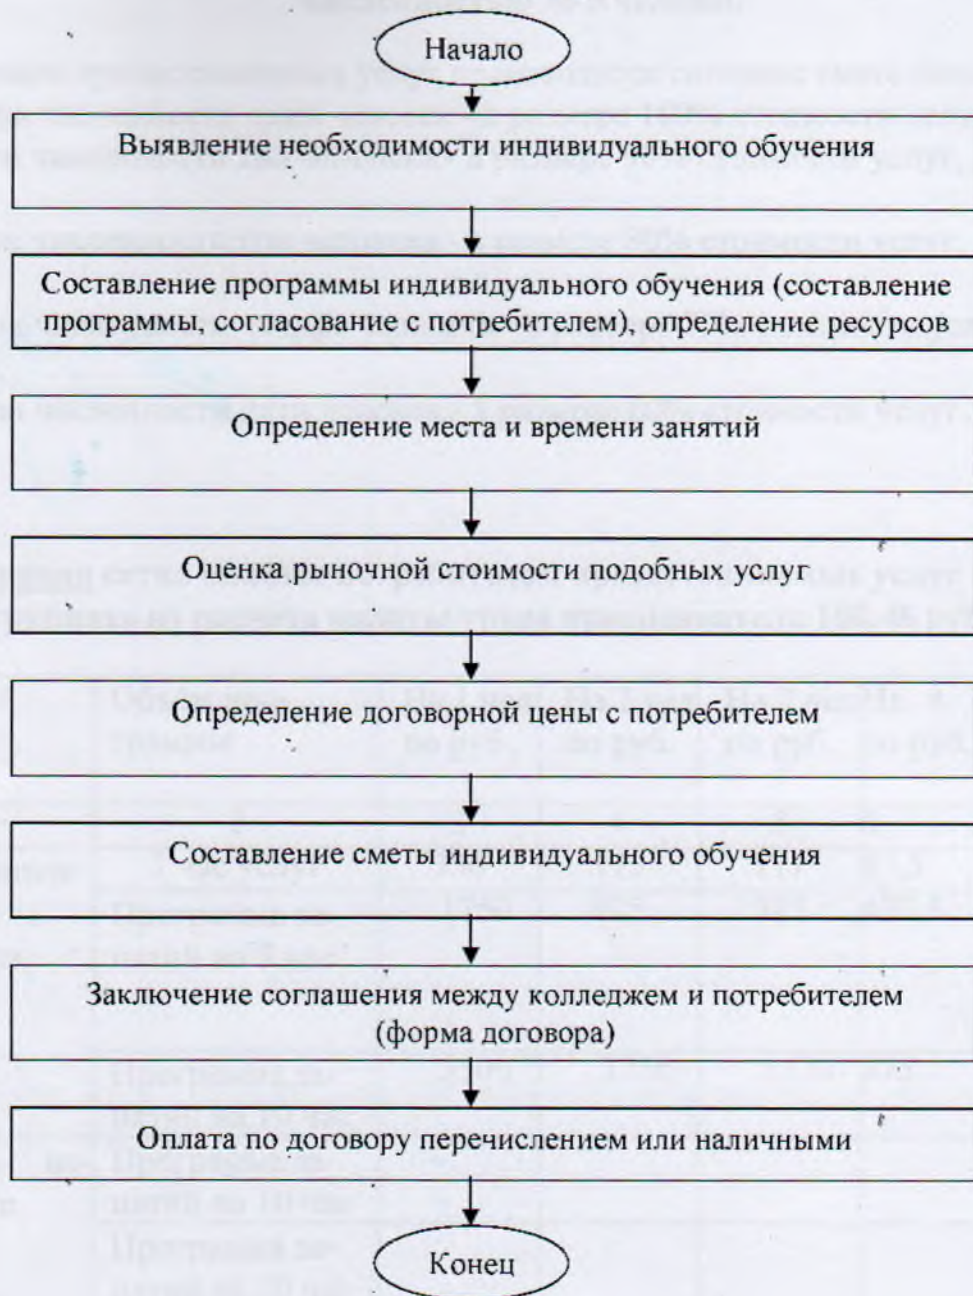 Начало
Выявление необходимости индивидуального обучения
Составление программы индивидуального обучения (составление
программы, согласование с потребителем), определение ресурсов
Определение места и времени занятий
Оценка рыночной стоимости подобных услуг
Определение договорной цены с потребителем
Составление сметы индивидуального обучения
Заключение соглашения между колледжем и потребителем
(форма договора)
Оплата по договору перечислением или наличными
Конец